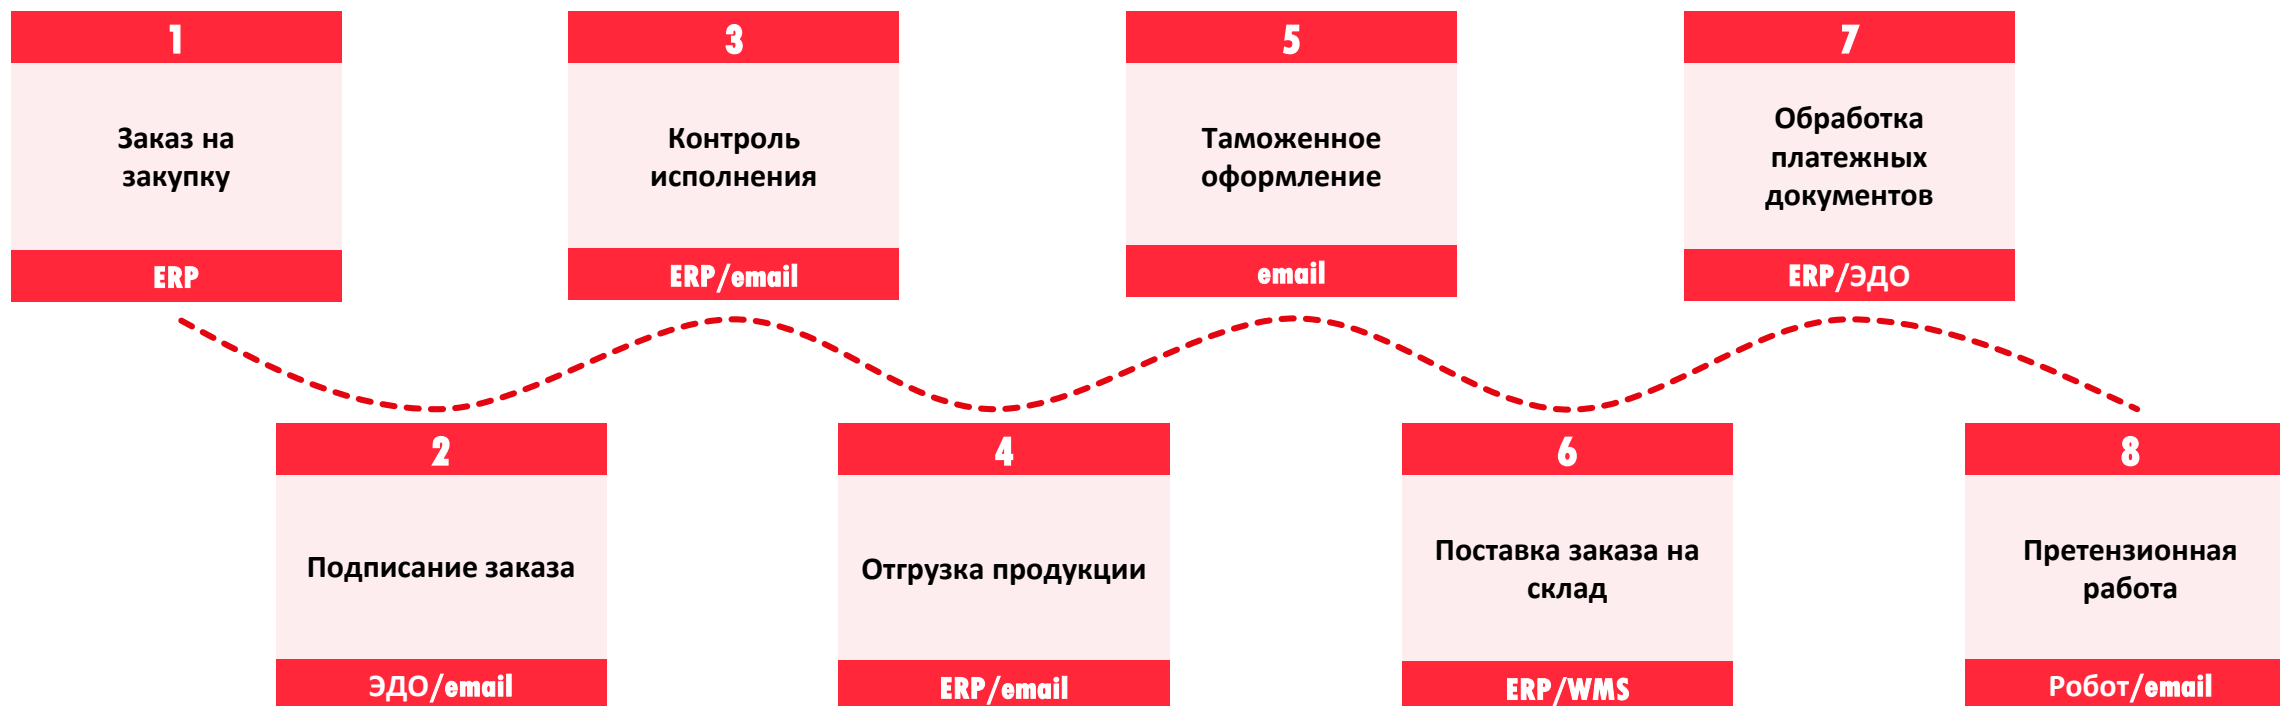 1
Заказ на
закупку
ERP
2
Подписание заказа
ЭДО/email
3
Контроль
исполнения
ERP/email
4
Отгрузка продукции
ERP/email
5
Таможенное
оформление
email
6
Поставка заказа на
склад
ERP/WMS
7
Обработка
платежных
документов
ERP/ЭДО
8
Претензионная
работа
Робот/email